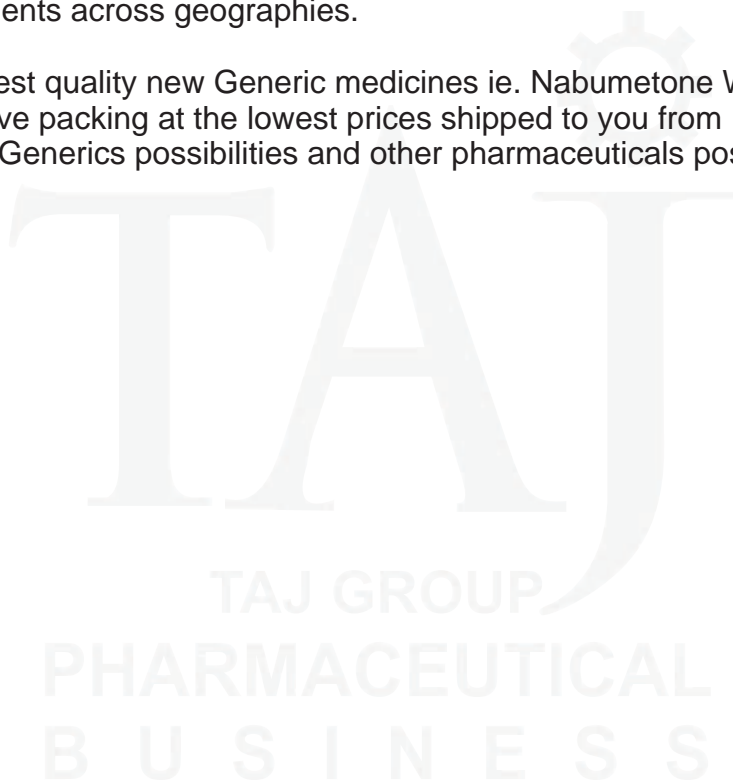 ents across geographies.
est quality new Generic medicines ie. Nabumetone
ve packing at the lowest prices shipped to you from
Generics possibilities and other pharmaceuticals
TAJ
TAJ GROUP
PHARMACEUTICAL
BUSINESS